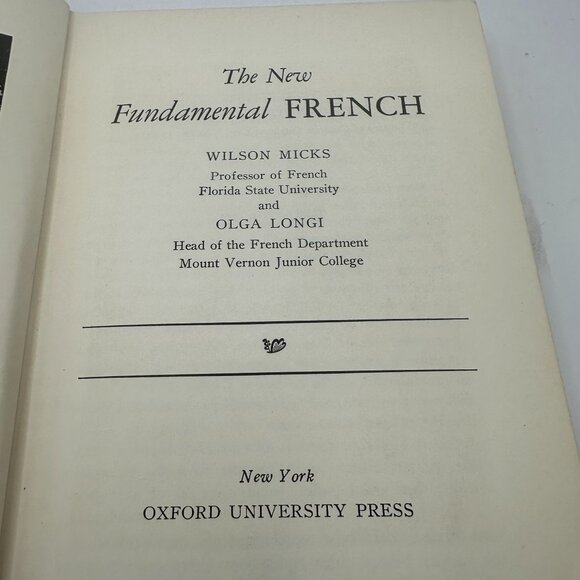 The New
Fundamental FRENCH
WILSON MICKS
Professor of French
Florida State University
and
OLGA LONGI
Head of the French Department
Mount Vernon Junior College
New York
OXFORD UNIVERSITY PRESS